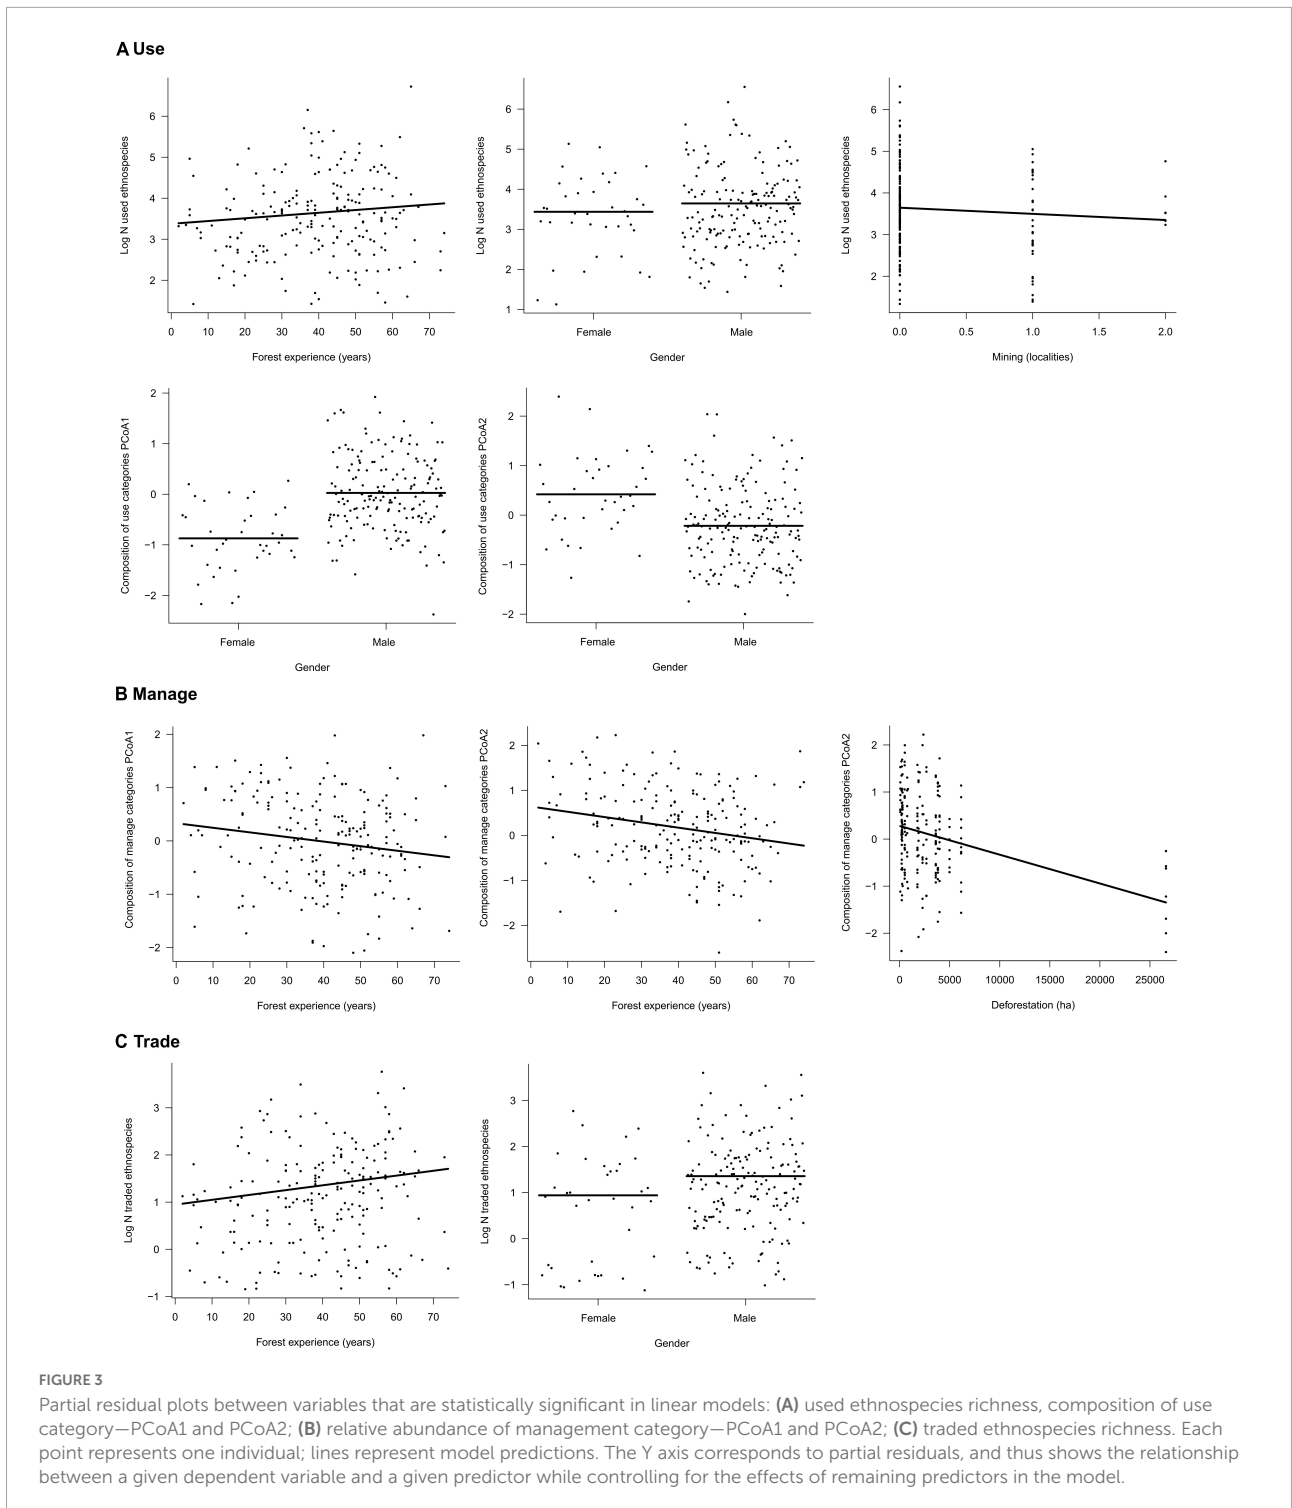 A Use
Log N used ethnospecies
6
5
4
3
2
0 10 20 30 40 50 60 70
Forest experience (years)
Log N used ethnospecies
6
5
4
3
2
1
Female Male
Gender
Log N used ethnospecies
6
5
4
3
2
0.0 0.5 1.0 1.5 2.0
Mining (localities)
Composition of use categories PCoA1
2
1
0
−1
−2
Female Male
Gender
Composition of use categories PCoA2
2
1
0
−1
−2
Female Male
Gender
B Manage
Composition of manage categories PCoA1
2
1
0
−1
−2
0 10 20 30 40 50 60 70
Forest experience (years)
Composition of manage categories PCoA2
2
1
0
−1
−2
0 10 20 30 40 50 60 70
Forest experience (years)
Composition of manage categories PCoA2
2
1
0
−1
−2
0 5000 10000 15000 20000 25000
Deforestation (ha)
C Trade
Log N traded ethnospecies
3
2
1
0
−1
0 10 20 30 40 50 60 70
Forest experience (years)
Log N traded ethnospecies
3
2
1
0
−1
Female Male
Gender
FIGURE 3
Partial residual plots between variables that are statistically significant in linear models: (A) used ethnospecies richness, composition of use
category—PCoA1 and PCoA2; (B) relative abundance of management category—PCoA1 and PCoA2; (C) traded ethnospecies richness. Each
point represents one individual; lines represent model predictions. The Y axis corresponds to partial residuals, and thus shows the relationship
between a given dependent variable and a given predictor while controlling for the effects of remaining predictors in the model.